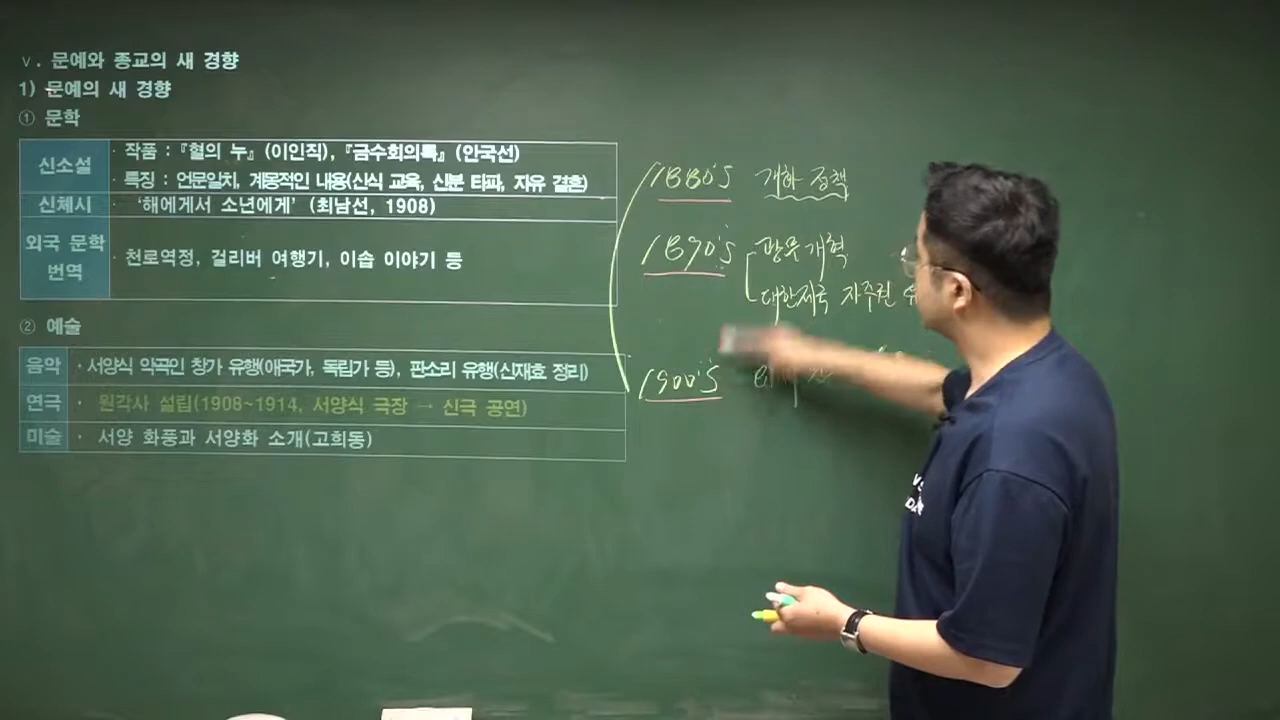 v. 문예와 종교의 새 경향
1) 문예의 새 경향
① 문학
신소설
· 작품 : 『혈의 누』(이인직), 『금수회의록』(안국선)
· 특징 : 언문일치, 계몽적인 내용(신식 교육, 신분 타파, 자유 결혼)
신체시
· '해에게서 소년에게' (최남선, 1908)
외국 문학
번역
· 천로역정, 걸리버 여행기, 이솝 이야기 등
② 예술
음악
· 서양식 악곡인 창가 유행(애국가, 독립가 등), 판소리 유행(신재효 정리)
연극
· 원각사 설립(1908~1914, 서양식 극장 → 신극 공연)
미술
· 서양 화풍과 서양화 소개(고희동)
1880'S 개화 정책
1890'S 광무개혁
대한제국 자주권
1900'S